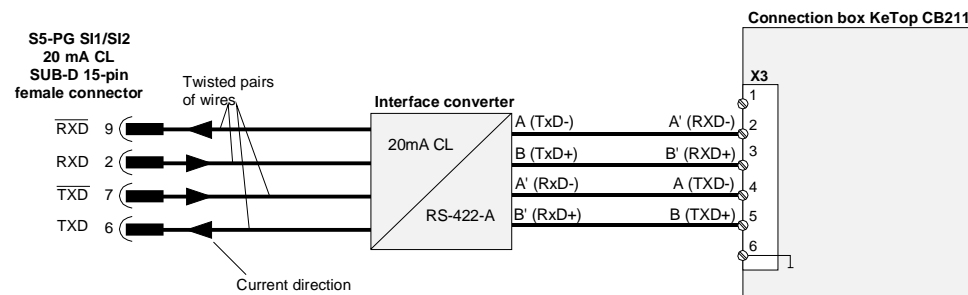 Connection box KeTop CB211
S5-PG SI1/SI2
20 mA CL
SUB-D 15-pin
female connector
Twisted pairs
of wires
Interface converter
X3
1
RXD 9
20mA CL
A (TxD-) A' (RXD-) 2
RXD 2
B (TxD+) B' (RXD+) 3
TXD 7
A' (RxD-) A (TXD-) 4
TXD 6
RS-422-A
B' (RxD+) B (TXD+) 5
6
Current direction